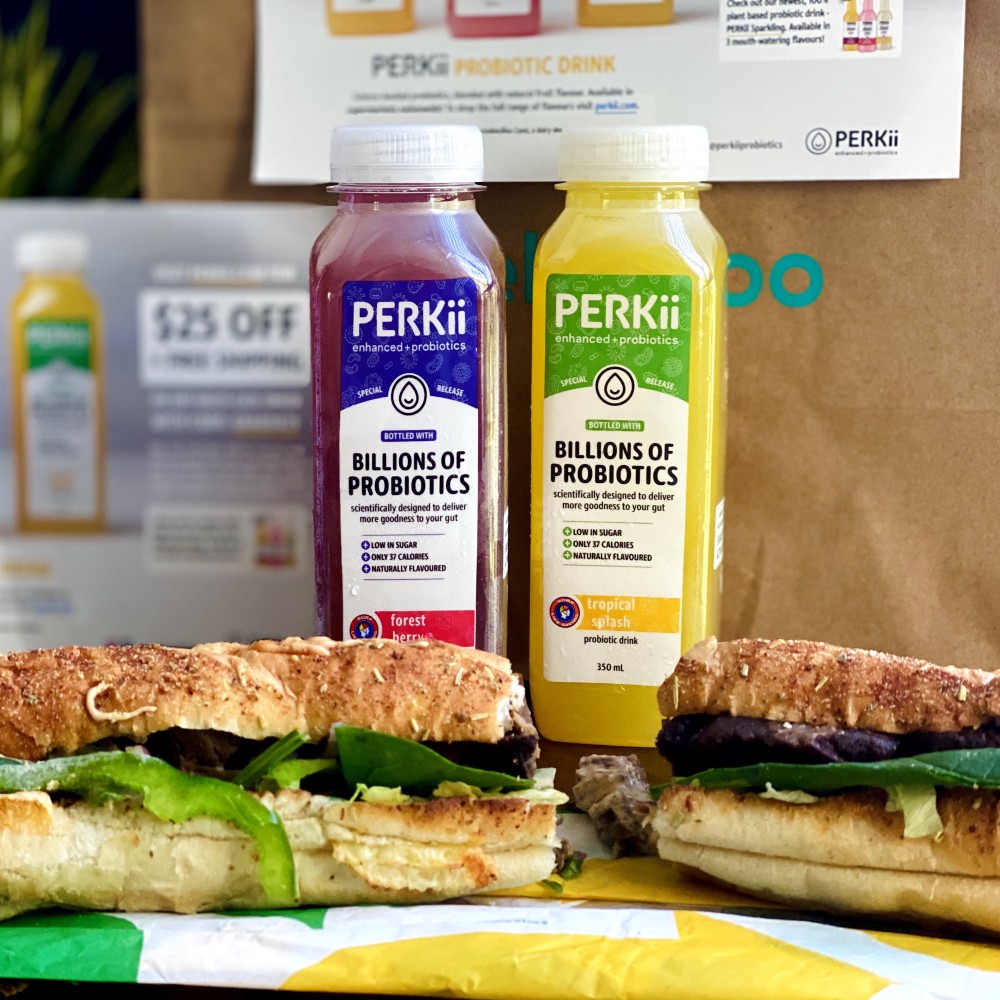 Check out our newest, 100%
plant based probiotic drink -
PERKii Sparkling. Available in
3 mouth-watering flavours!
PERKii PROBIOTIC DRINK
perkii.com
@perkiiprobiotics
PERKii
enhanced+probiotics
$25 OFF
+ FREE SHIPPING
PERKii
enhanced+probiotics
SPECIAL RELEASE
BOTTLED WITH
BILLIONS OF
PROBIOTICS
scientifically designed to deliver
more goodness to your gut
LOW IN SUGAR
ONLY 37 CALORIES
NATURALLY FLAVOURED
forest
berry
PERKii
enhanced+probiotics
SPECIAL RELEASE
BOTTLED WITH
BILLIONS OF
PROBIOTICS
scientifically designed to deliver
more goodness to your gut
LOW IN SUGAR
ONLY 37 CALORIES
NATURALLY FLAVOURED
tropical
splash
probiotic drink
350 mL